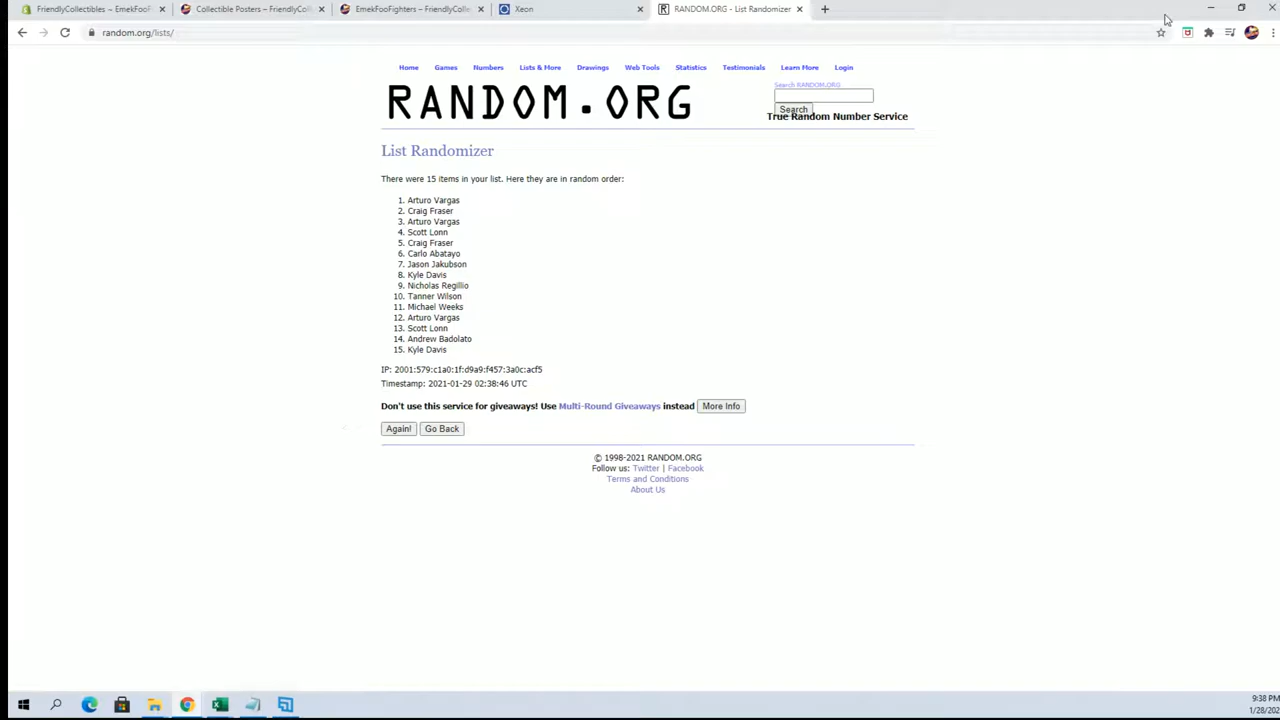 FriendlyCollectibles ~ EmekFooF
Collectible Posters – FriendlyColl
EmekFooFighters – FriendlyColle
Xeon
RANDOM.ORG - List Randomizer
random.org/lists/
Home Games Numbers Lists & More Drawings Web Tools Statistics Testimonials Learn More Login
RANDOM.ORG
Search RANDOM.ORG
Search
True Random Number Service
List Randomizer
There were 15 items in your list. Here they are in random order:
1. Arturo Vargas
2. Craig Fraser
3. Arturo Vargas
4. Scott Lonn
5. Craig Fraser
6. Carlo Abatayo
7. Jason Jakubson
8. Kyle Davis
9. Nicholas Regillio
10. Tanner Wilson
11. Michael Weeks
12. Arturo Vargas
13. Scott Lonn
14. Andrew Badolato
15. Kyle Davis
IP: 2001:579:c1a0:1f:d9a9:f457:3a0c:acf5
Timestamp: 2021-01-29 02:38:46 UTC
Don't use this service for giveaways! Use Multi-Round Giveaways instead More Info
Again! Go Back
© 1998-2021 RANDOM.ORG
Follow us: Twitter | Facebook
Terms and Conditions
About Us
9:38 PM
1/28/202